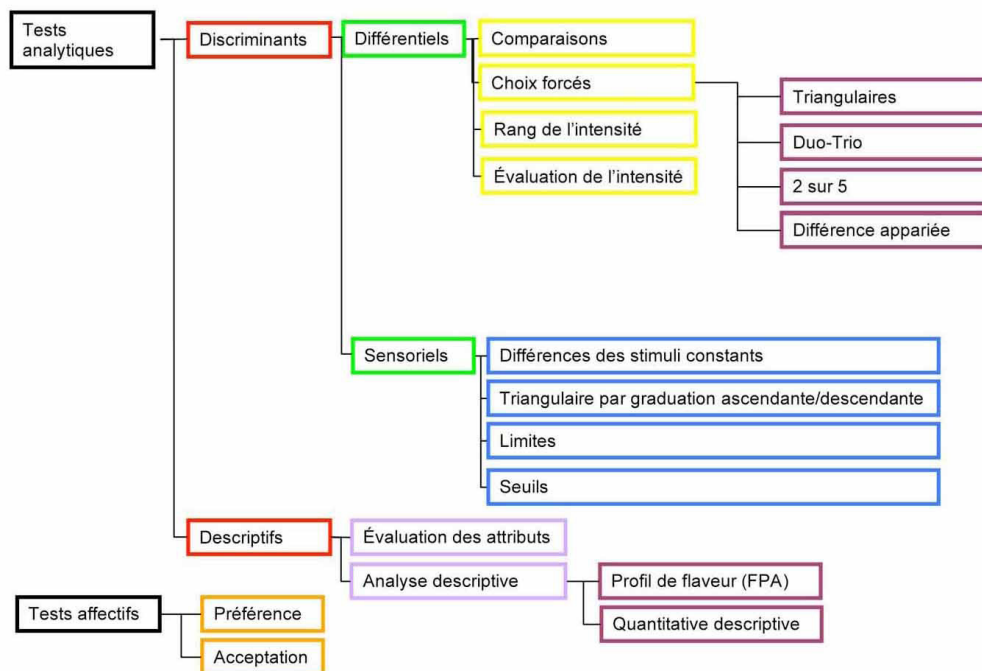 Tests
analytiques
Discriminants
Différentiels
Comparaisons
Choix forcés
Triangulaires
Duo-Trio
Rang de l'intensité
2 sur 5
Évaluation de l'intensité
Différence appariée
Sensoriels
Différences des stimuli constants
Triangulaire par graduation ascendante/descendante
Limites
Seuils
Descriptifs
Évaluation des attributs
Analyse descriptive
Profil de flaveur (FPA)
Quantitative descriptive
Tests affectifs
Préférence
Acceptation